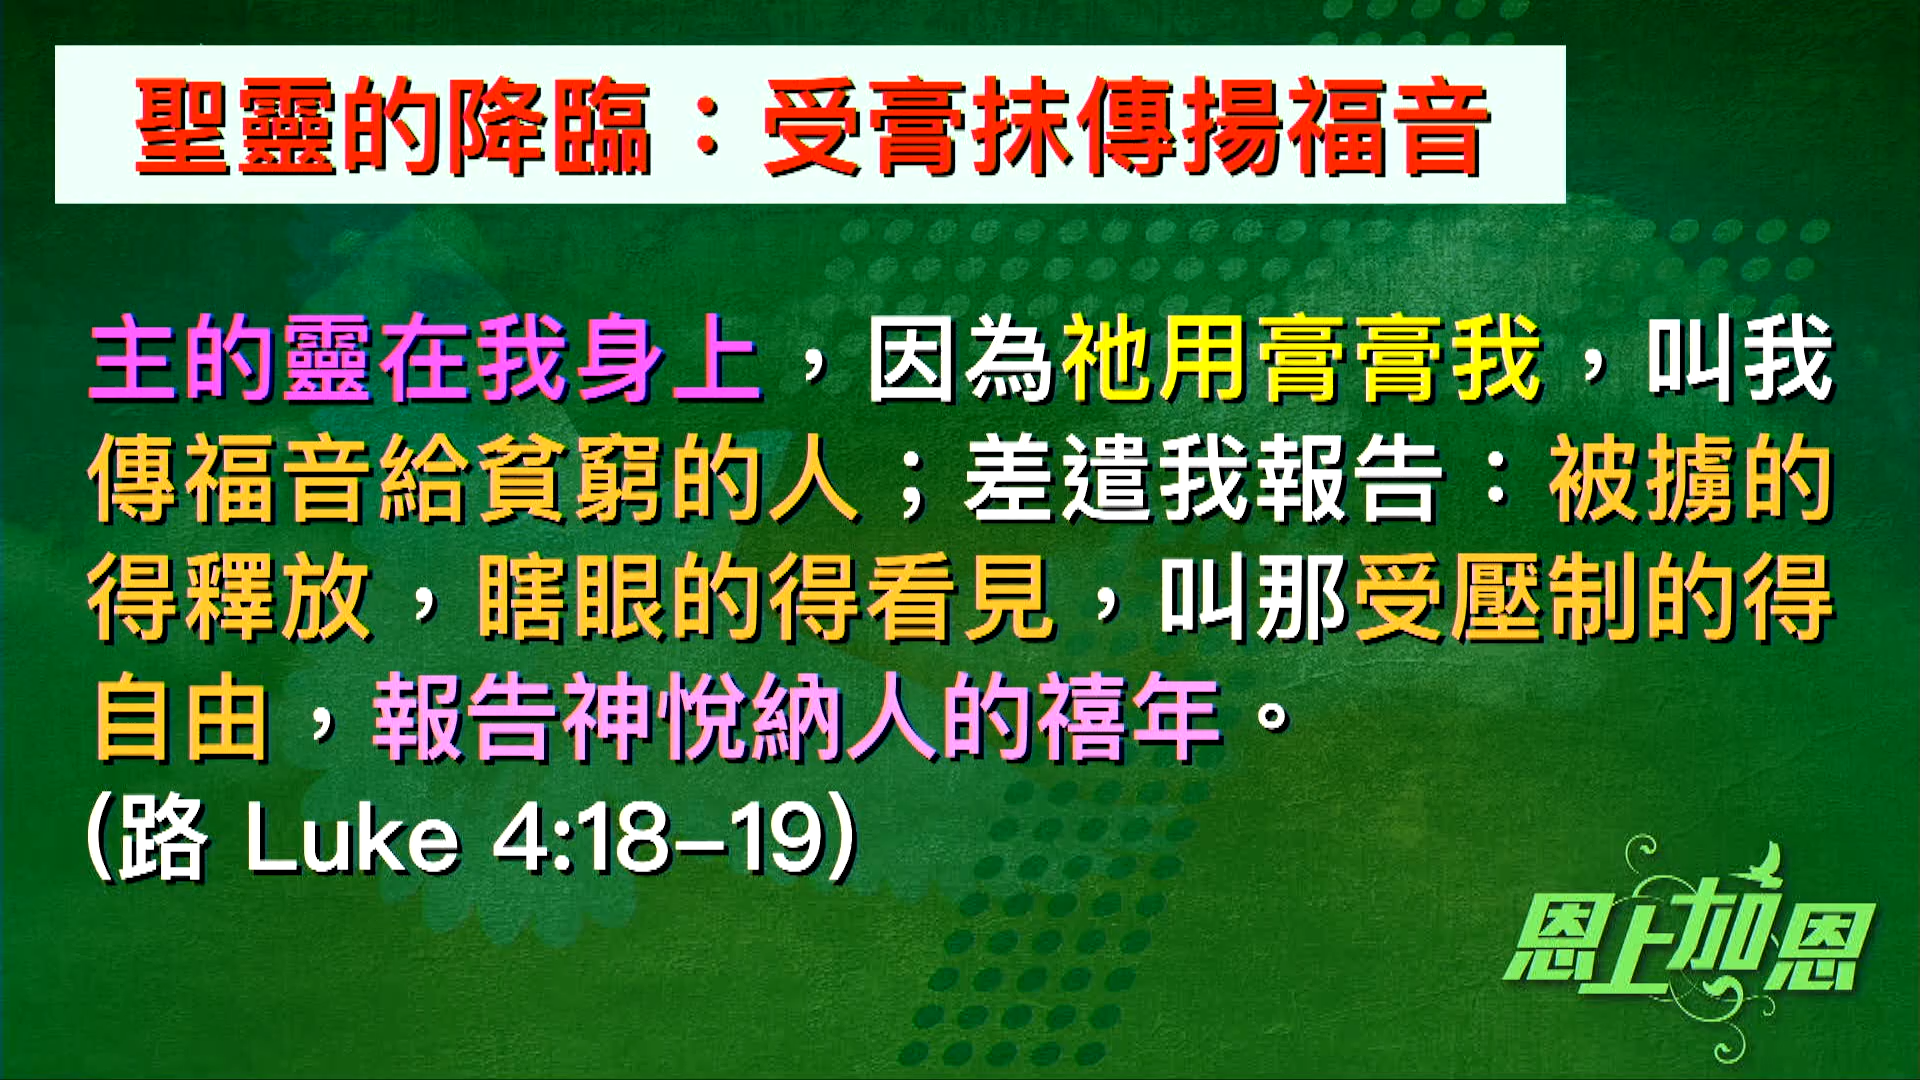 聖靈的降臨：受膏抹傳揚福音
主的靈在我身上，因為祂用膏膏我，叫我
傳福音給貧窮的人；差遣我報告：被擄的
得釋放，瞎眼的得看見，叫那受壓制的得
自由，報告神悅納人的禧年。
(路 Luke 4:18-19)
恩上加恩